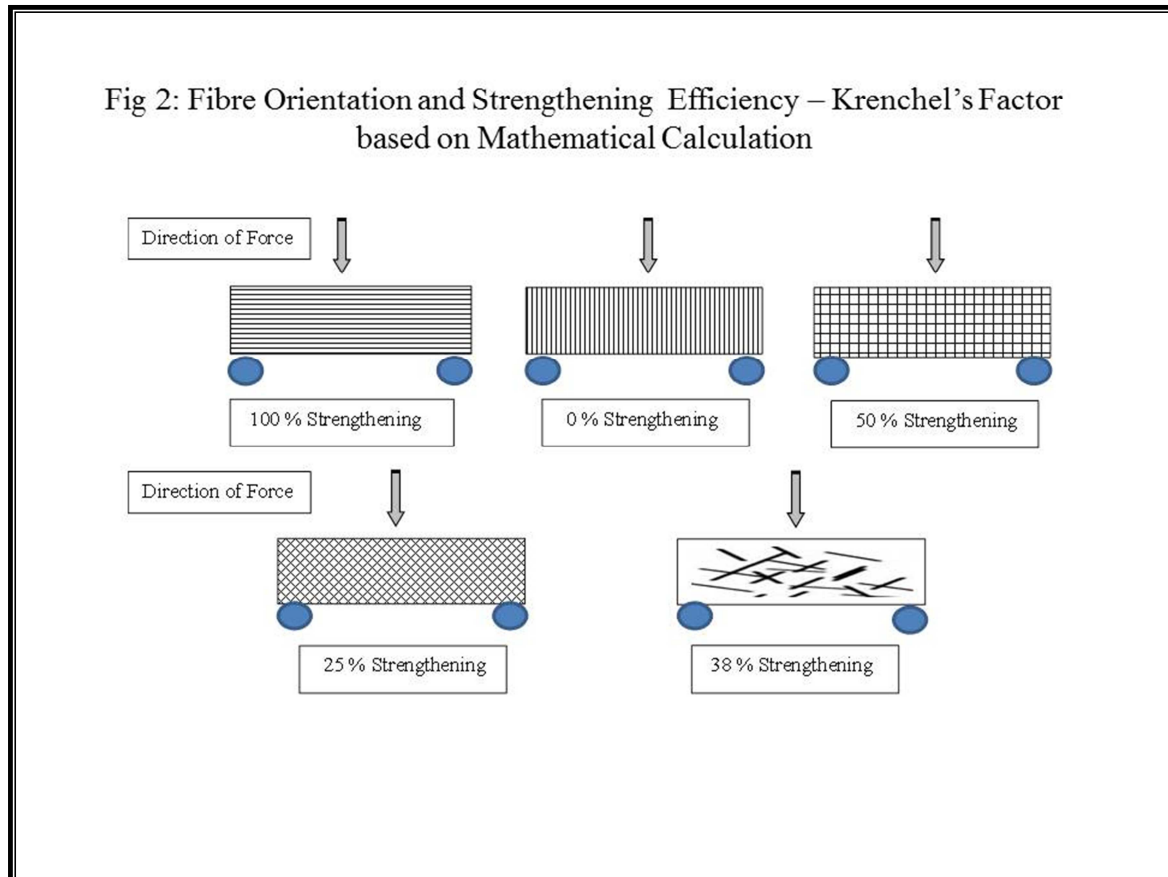 Fig 2: Fibre Orientation and Strengthening Efficiency – Krenchel’s Factor
based on Mathematical Calculation
Direction of Force
100 % Strengthening
0 % Strengthening
50 % Strengthening
Direction of Force
25 % Strengthening
38 % Strengthening